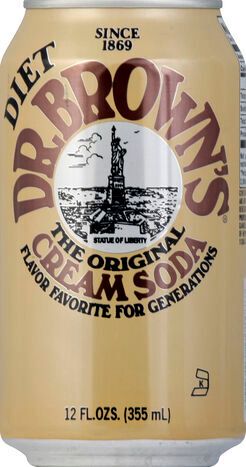 SINCE
1869
DIET
DR. BROWN'S
STATUE OF LIBERTY
THE ORIGINAL
CREAM SODA
FLAVOR FAVORITE FOR GENERATIONS
K
12 FL.OZS. (355 mL)